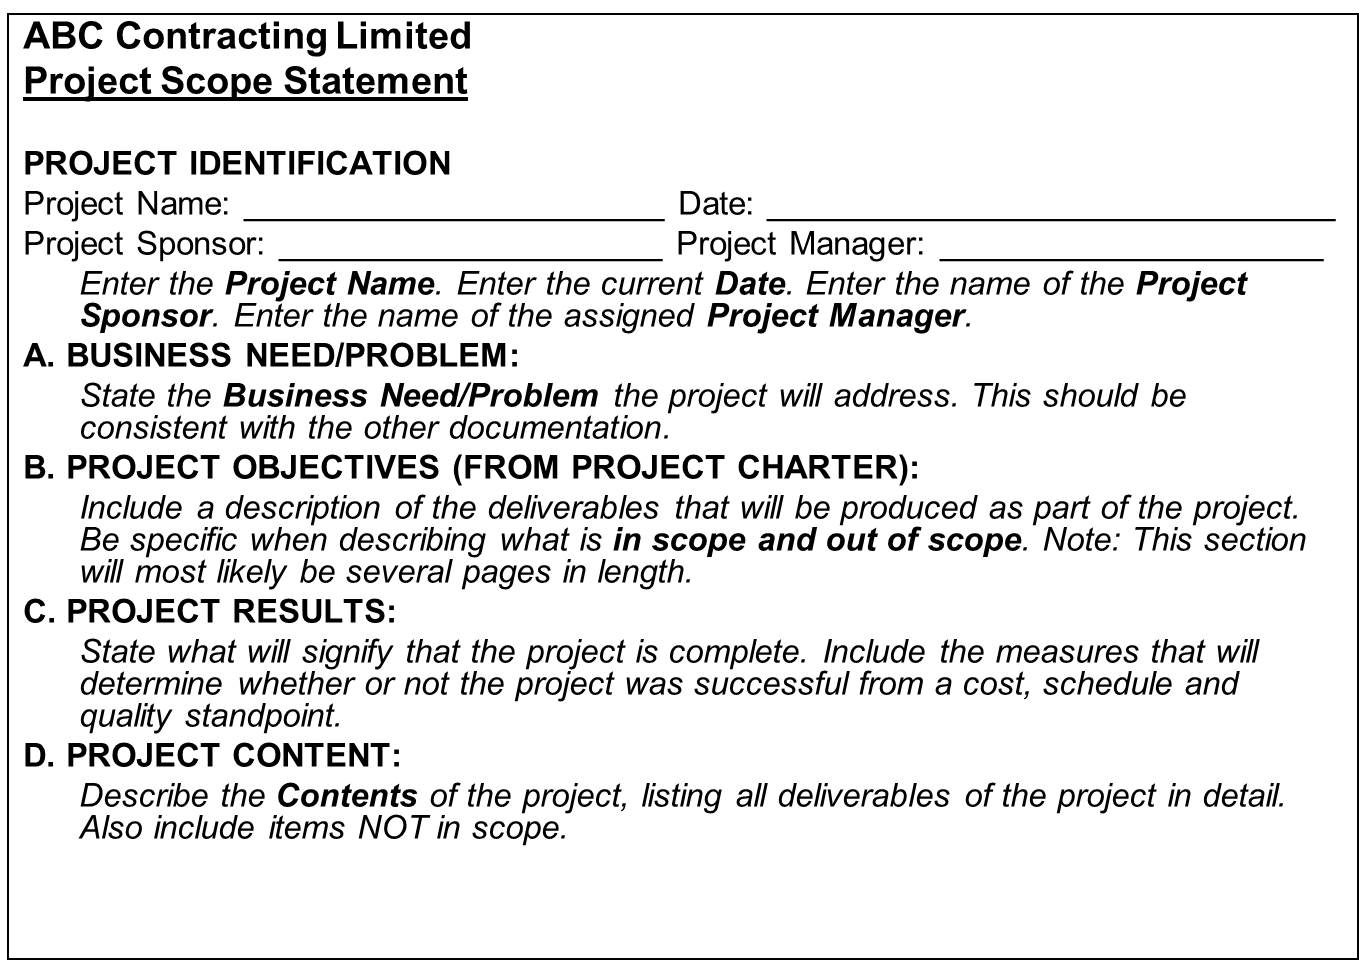 ABC Contracting Limited
Project Scope Statement
PROJECT IDENTIFICATION
Project Name: ________________________ Date: ________________________________
Project Sponsor: ______________________ Project Manager: ______________________
Enter the Project Name. Enter the current Date. Enter the name of the Project
Sponsor. Enter the name of the assigned Project Manager.
A. BUSINESS NEED/PROBLEM:
State the Business Need/Problem the project will address. This should be
consistent with the other documentation.
B. PROJECT OBJECTIVES (FROM PROJECT CHARTER):
Include a description of the deliverables that will be produced as part of the project.
Be specific when describing what is in scope and out of scope. Note: This section
will most likely be several pages in length.
C. PROJECT RESULTS:
State what will signify that the project is complete. Include the measures that will
determine whether or not the project was successful from a cost, schedule and
quality standpoint.
D. PROJECT CONTENT:
Describe the Contents of the project, listing all deliverables of the project in detail.
Also include items NOT in scope.